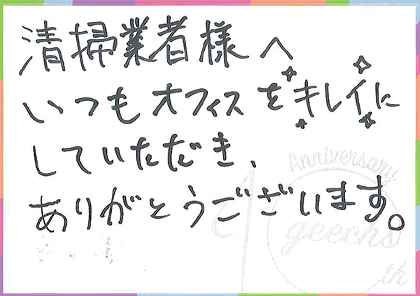 清掃業者様へ
いつもオフィスをキレイに
していただき、
ありがとうございます。
Anniversary
10
geechs
th